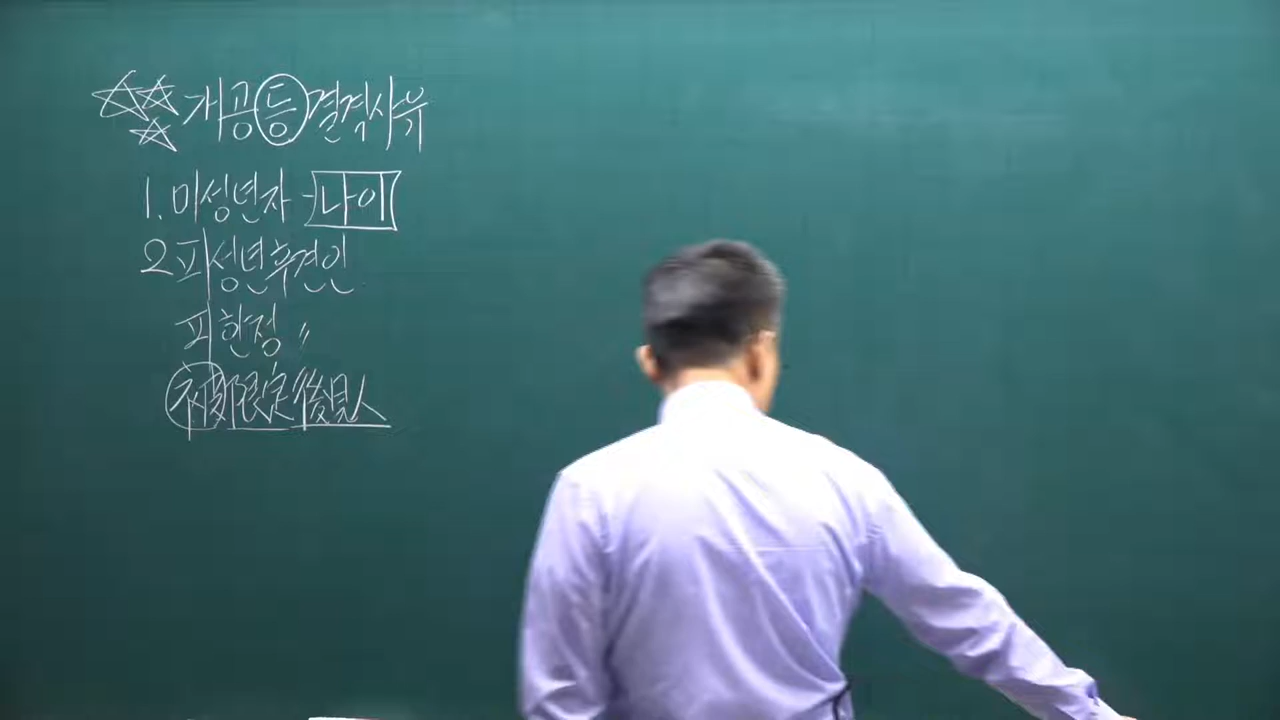 개공등 결격사유
1. 미성년자 - 나이
2. 피성년후견인
피한정 〃
被限定後見人